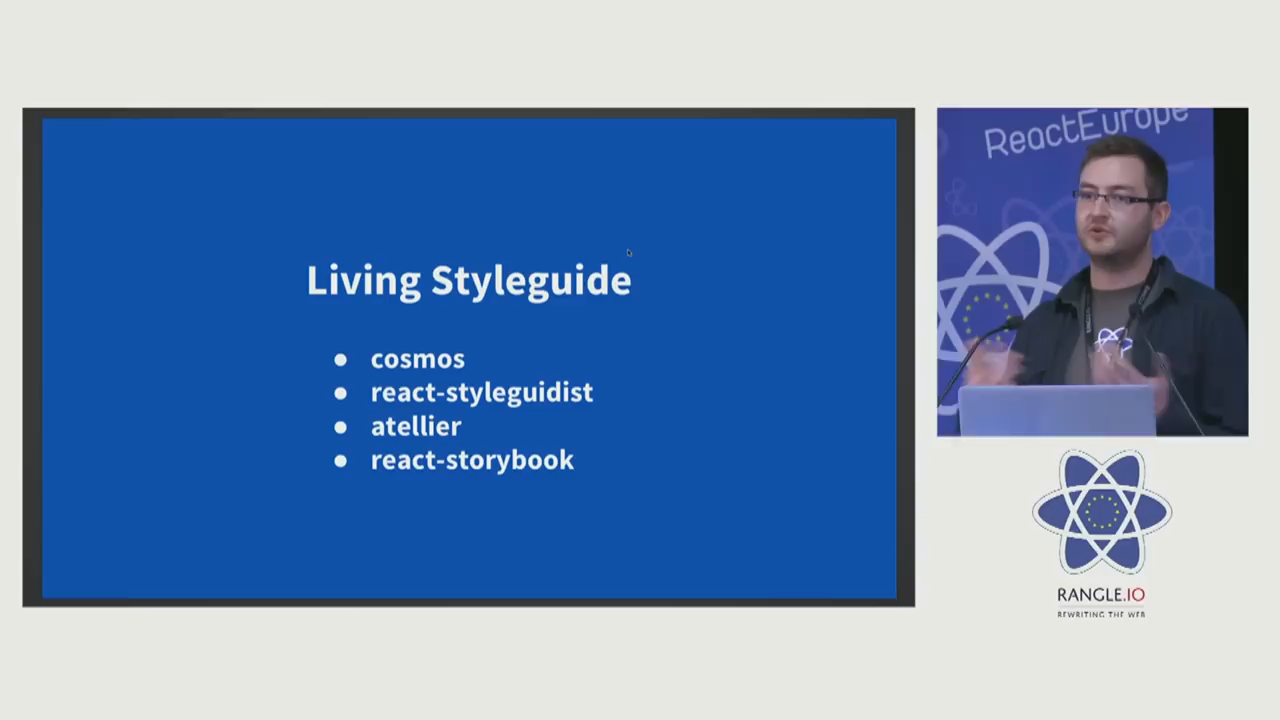 Living Styleguide
● cosmos
● react-styleguidist
● atellier
● react-storybook
ReactEurope
RANGLE.IO
REWRITING THE WEB